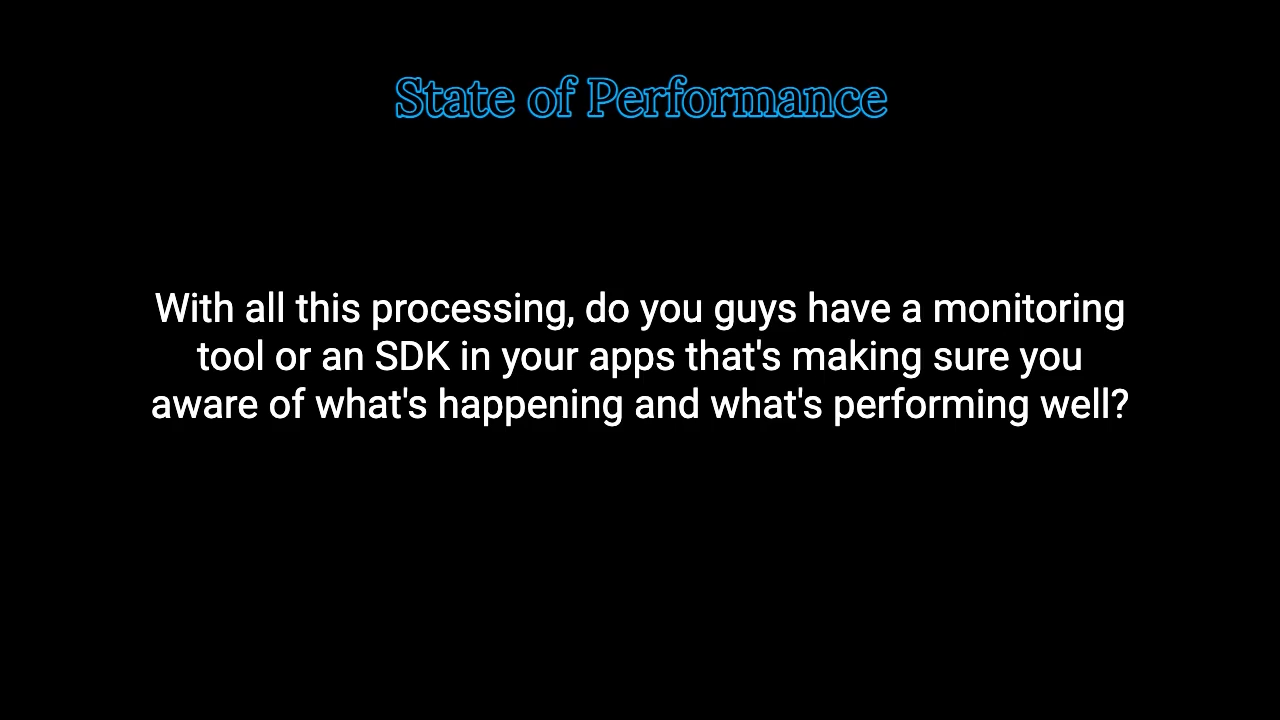 State of Performance
With all this processing, do you guys have a monitoring
tool or an SDK in your apps that's making sure you
aware of what's happening and what's performing well?